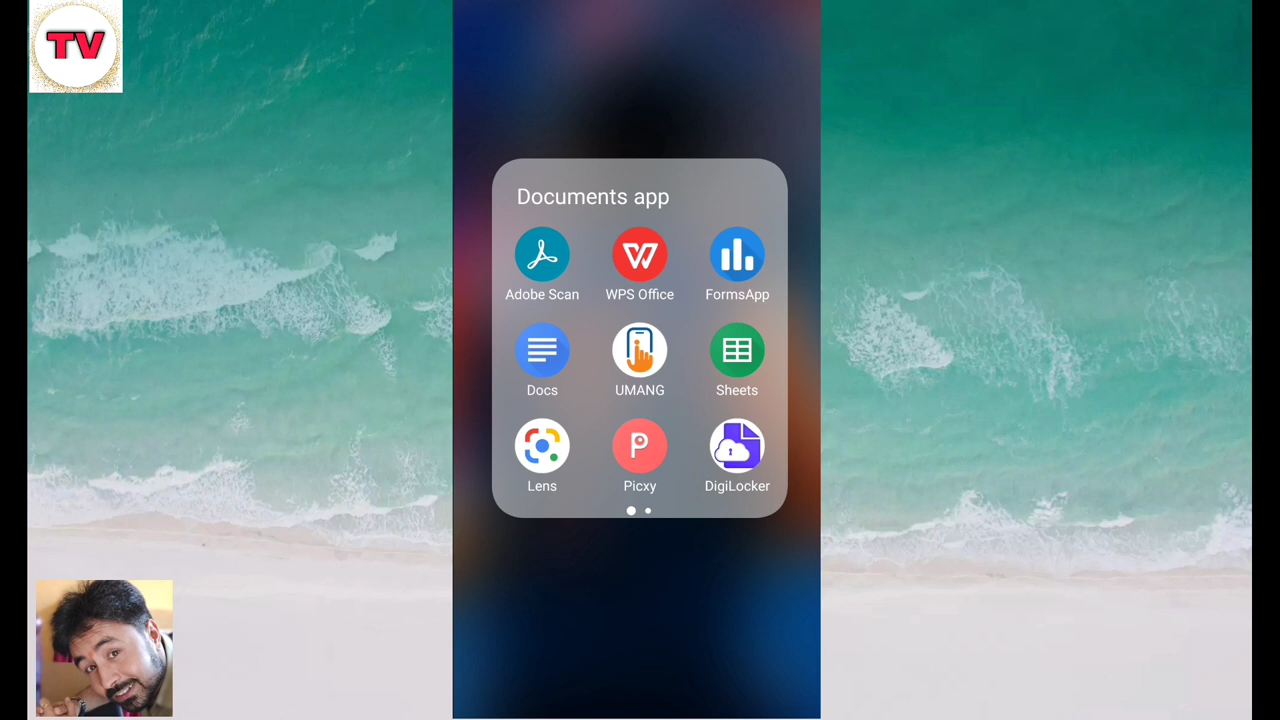 TV
Documents app
Adobe Scan WPS Office FormsApp
Docs UMANG Sheets
Lens Picxy DigiLocker